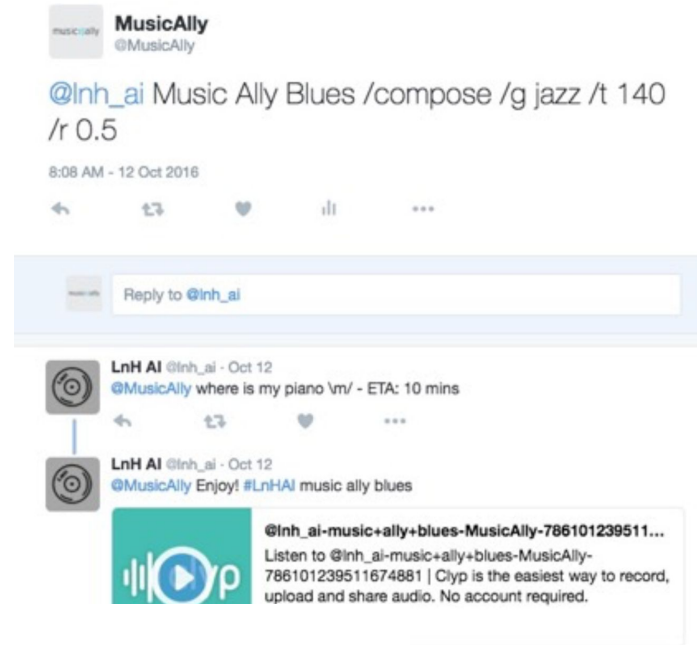 music:)ally
MusicAlly
@MusicAlly
@lnh_ai Music Ally Blues /compose /g jazz /t 140
/r 0.5
8:08 AM - 12 Oct 2016
Reply to @lnh_ai
LnH AI @lnh_ai · Oct 12
@MusicAlly where is my piano \m/ - ETA: 10 mins
LnH AI @lnh_ai · Oct 12
@MusicAlly Enjoy! #LnHAI music ally blues
@lnh_ai-music+ally+blues-MusicAlly-786101239511...
Listen to @lnh_ai-music+ally+blues-MusicAlly-
786101239511674881 | Clyp is the easiest way to record,
upload and share audio. No account required.